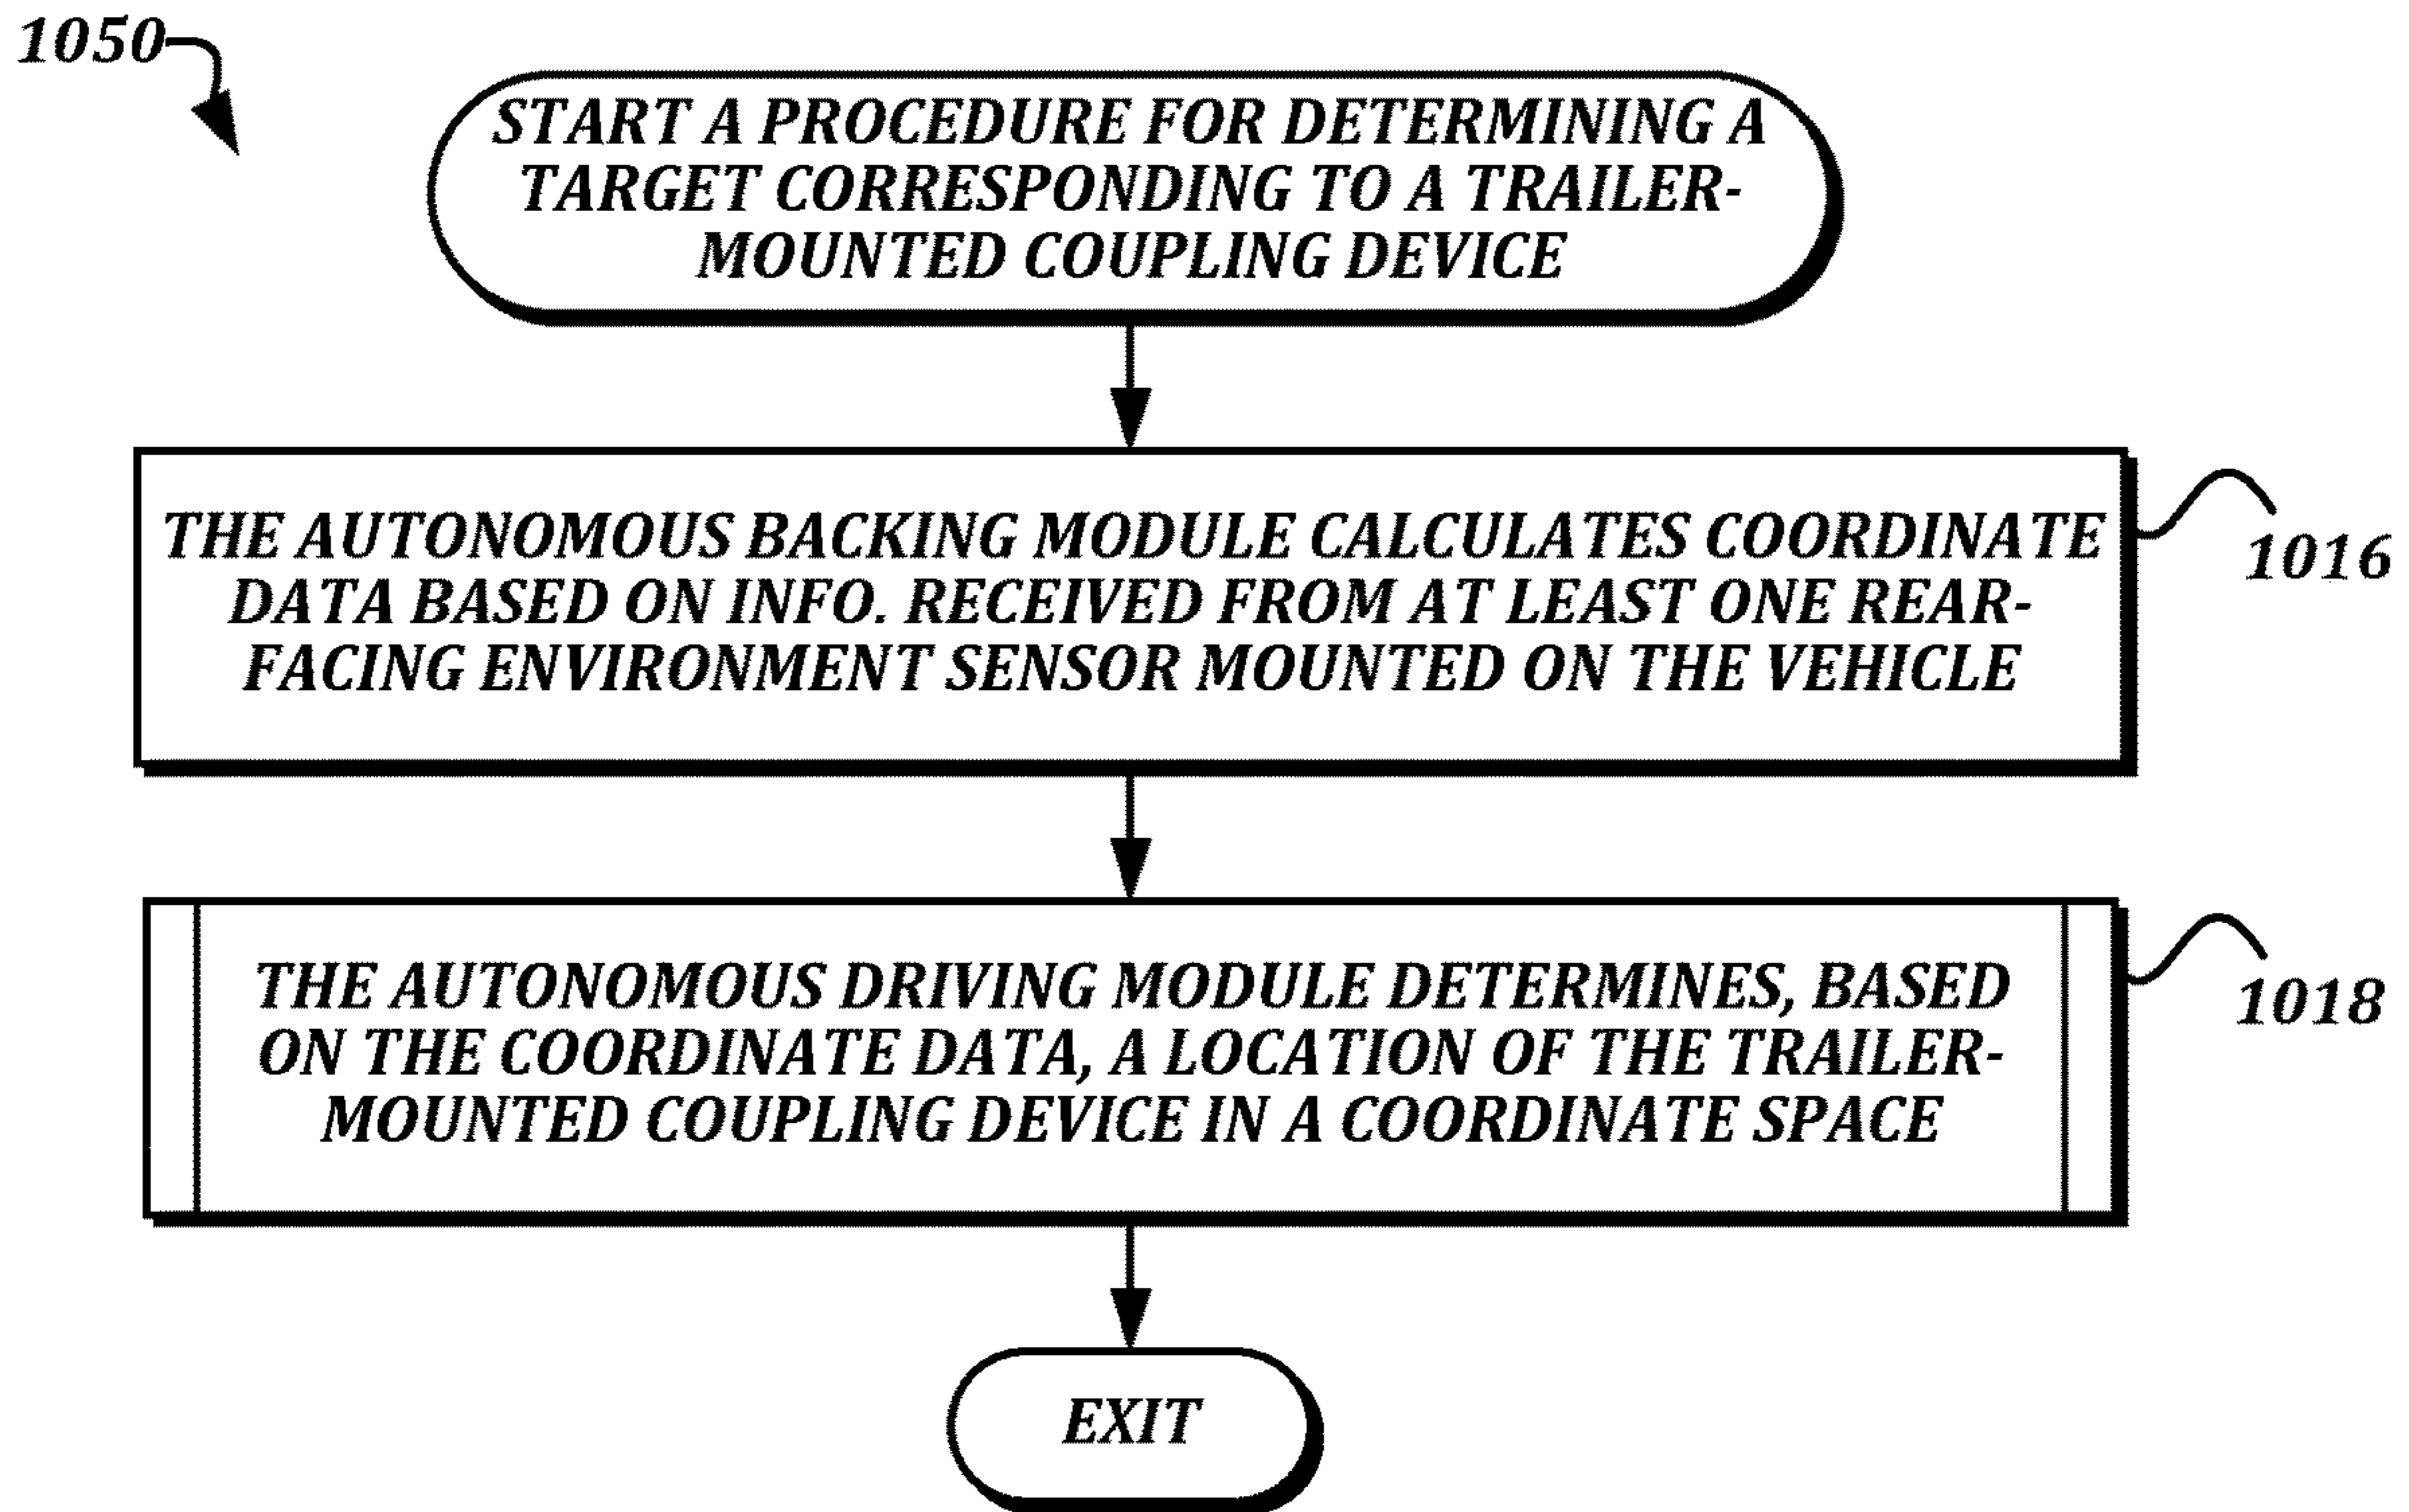 1050
START A PROCEDURE FOR DETERMINING A
TARGET CORRESPONDING TO A TRAILER-
MOUNTED COUPLING DEVICE
THE AUTONOMOUS BACKING MODULE CALCULATES COORDINATE
DATA BASED ON INFO. RECEIVED FROM AT LEAST ONE REAR-
FACING ENVIRONMENT SENSOR MOUNTED ON THE VEHICLE
1016
THE AUTONOMOUS DRIVING MODULE DETERMINES, BASED
ON THE COORDINATE DATA, A LOCATION OF THE TRAILER-
MOUNTED COUPLING DEVICE IN A COORDINATE SPACE
1018
EXIT